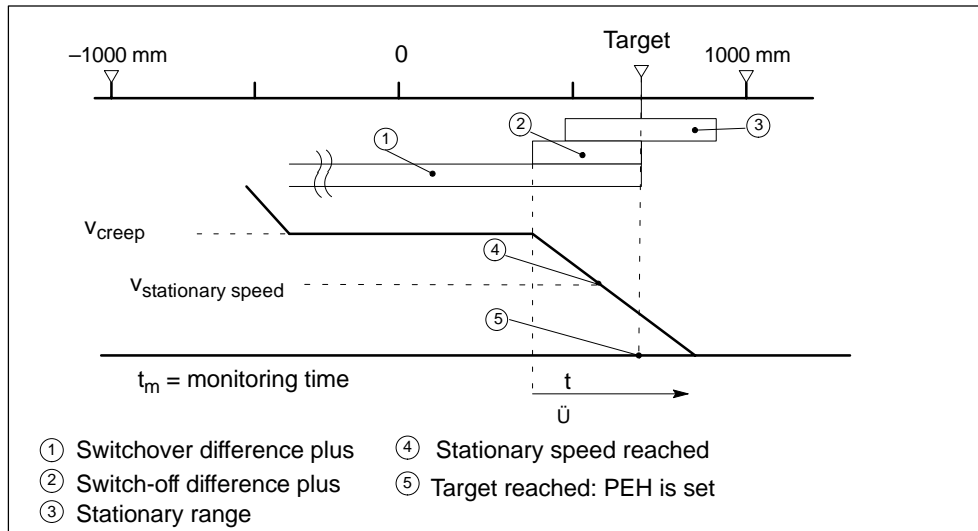 Target
–1000 mm 0 1000 mm
3
2
1
vcreep
4
vstationary speed
5
tm = monitoring time t
Ü
1 Switchover difference plus 4 Stationary speed reached
2 Switch-off difference plus 5 Target reached: PEH is set
3 Stationary range